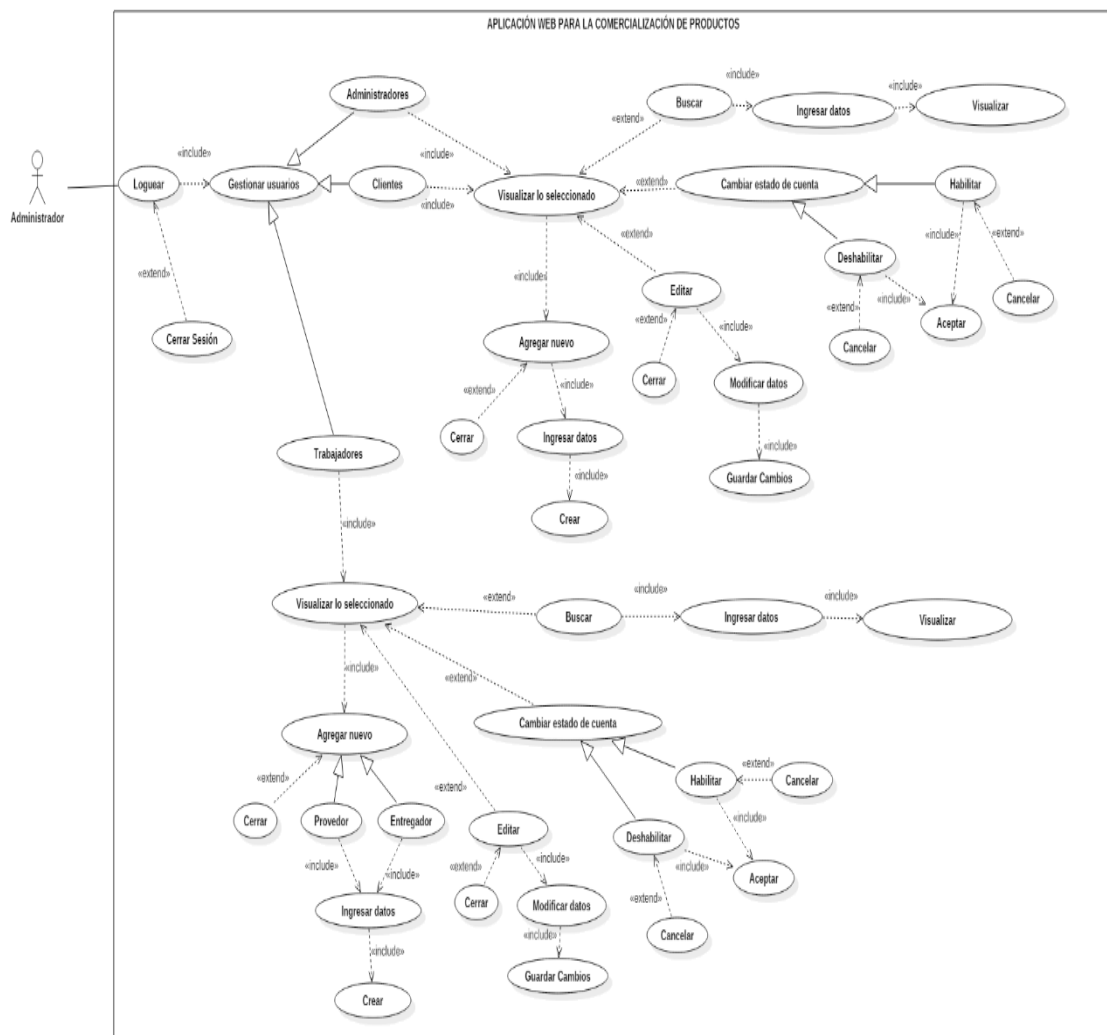 APLICACIÓN WEB PARA LA COMERCIALIZACIÓN DE PRODUCTOS
«include»
«include»
Administradores
Buscar
Ingresar datos
Visualizar
«extend»
«include»
«include»
Loguear
Gestionar usuarios
Clientes
«include»
Visualizar lo seleccionado
«extend»
Cambiar estado de cuenta
Habilitar
Administrador
«extend»
«include»
«extend»
Deshabilitar
«extend»
«include»
Editar
«extend»
«include»
Cancelar
Cerrar Sesión
Agregar nuevo
«extend»
«include»
Cancelar
Aceptar
Cerrar
Modificar datos
«extend»
«include»
Cerrar
Ingresar datos
«include»
Trabajadores
«include»
Guardar Cambios
Crear
«include»
Visualizar lo seleccionado
«extend»
Buscar
«include»
Ingresar datos
«include»
Visualizar
«include»
«extend»
Cambiar estado de cuenta
Agregar nuevo
«extend»
«extend»
Habilitar
«extend»
Cancelar
Cerrar
Provedor
Entregador
Editar
«include»
Deshabilitar
«include»
«include»
«extend»
«include»
«include»
Aceptar
Ingresar datos
Cerrar
Modificar datos
«extend»
Cancelar
«include»
«include»
Guardar Cambios
Crear